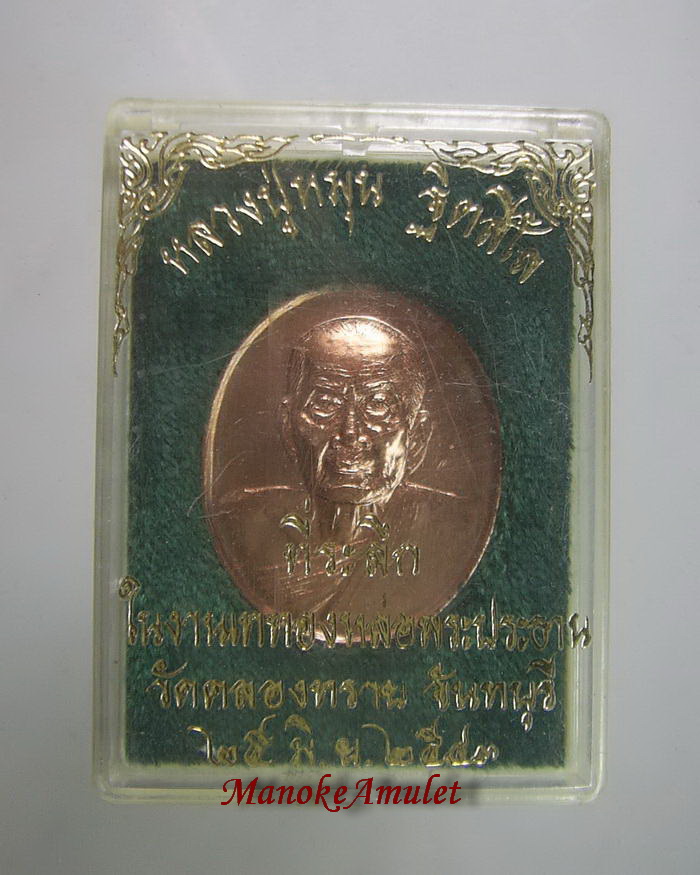 หลวงปู่หมุน ฐิตสีโล
ที่ระลึก
ในงานเททองหล่อพระประธาน
วัดคลองทราย จันทบุรี
๒๕ มิ.ย. ๒๕๔๓
ManokeAmulet